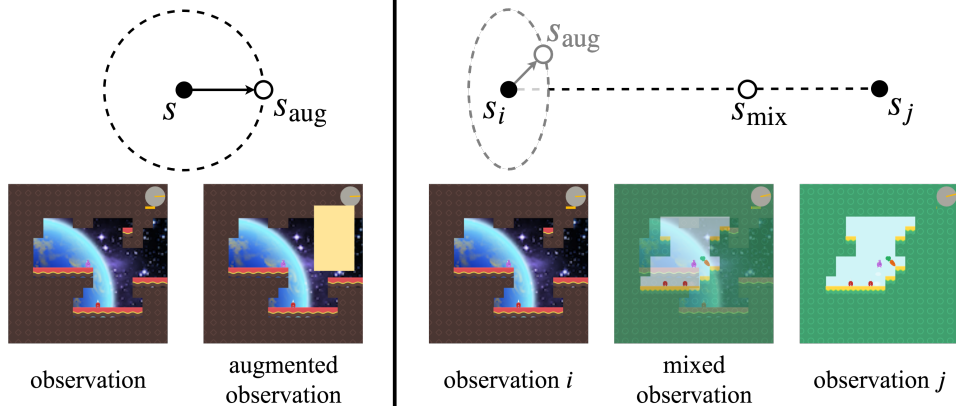 s
s_aug
observation
augmented
observation
s_aug
s_i
s_mix
s_j
observation i
mixed
observation
observation j